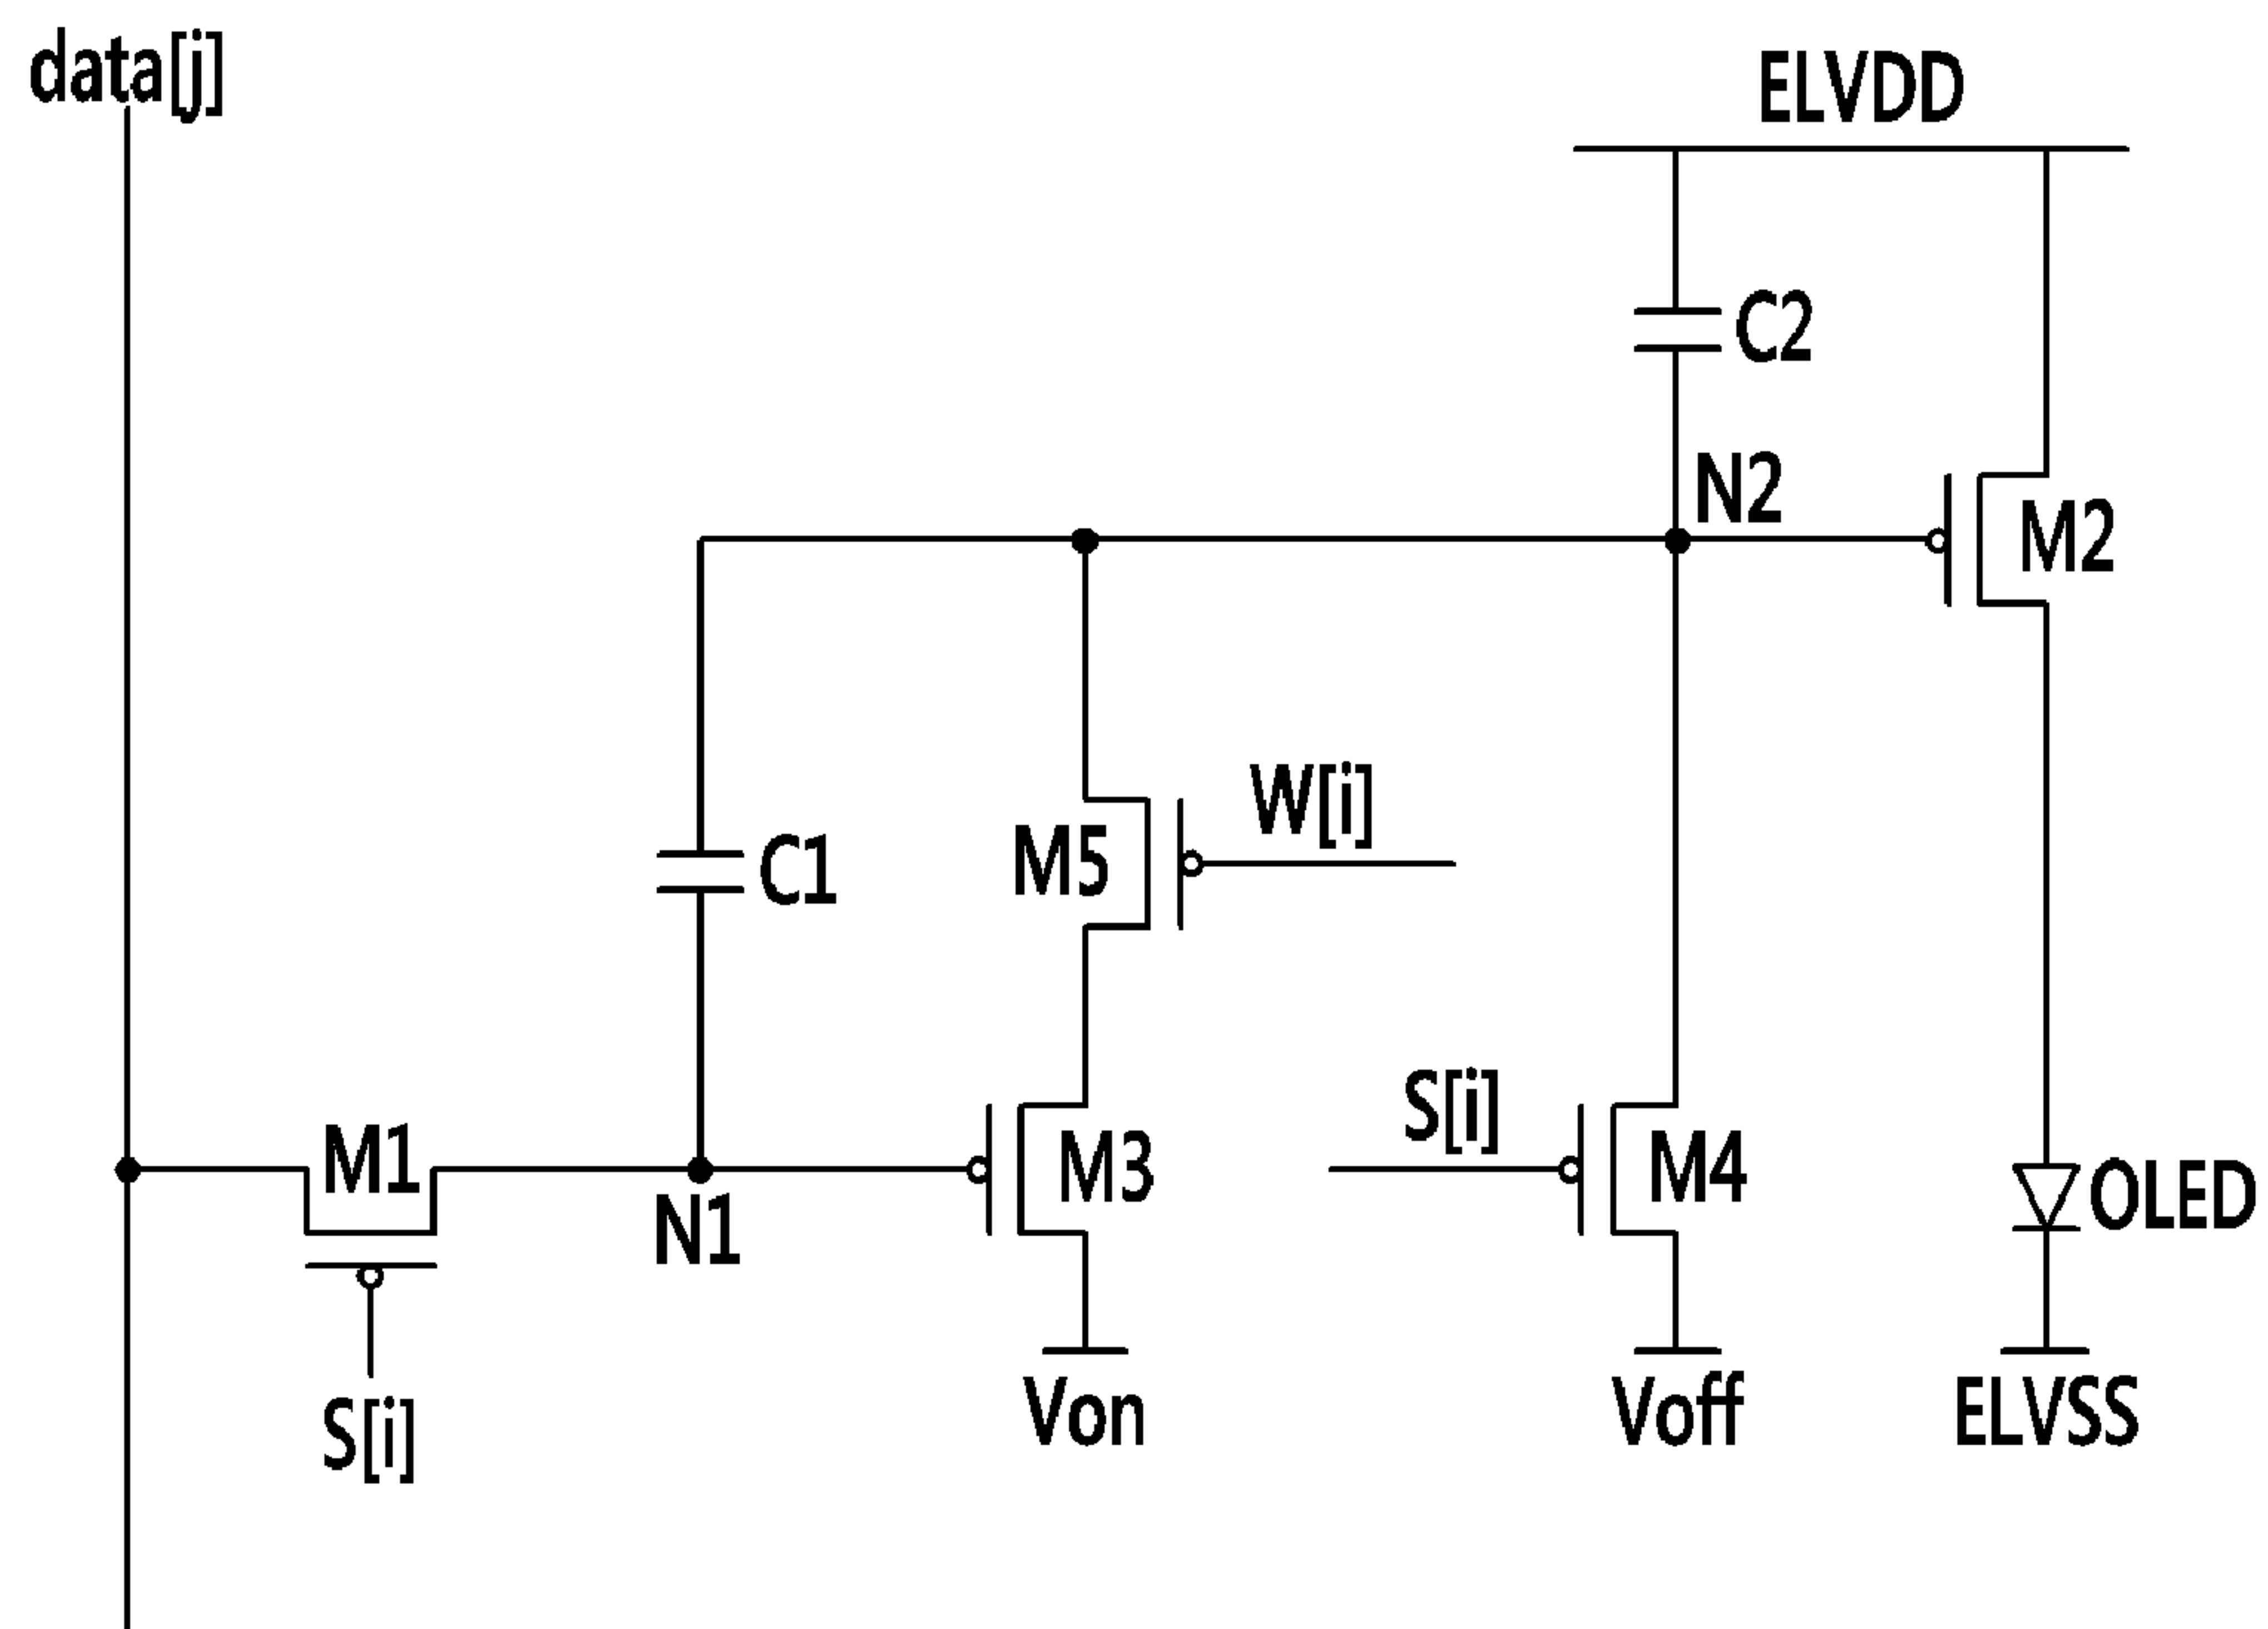 data[j]
ELVDD
C2
N2
M2
W[i]
M5
C1
S[i]
M1
M3
M4
OLED
N1
Von
Voff
ELVSS
S[i]